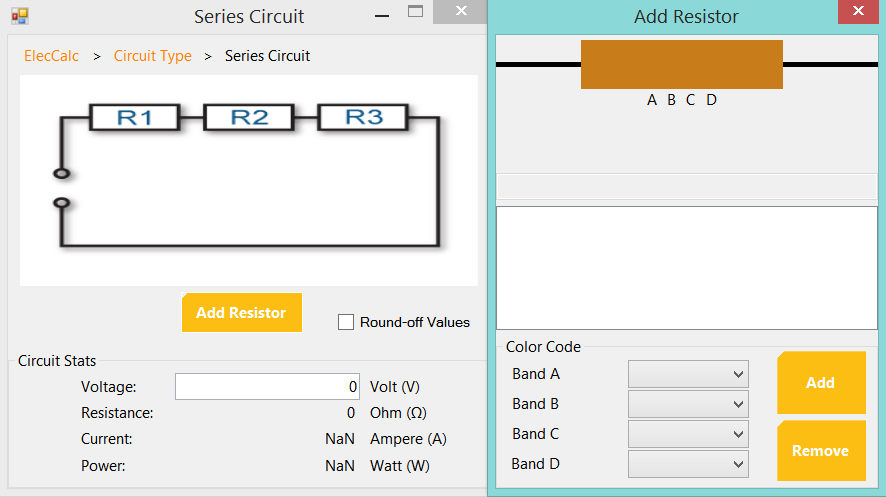 Series Circuit
ElecCalc > Circuit Type > Series Circuit
R1 R2 R3
Add Resistor
Round-off Values
Circuit Stats
Voltage: 0 Volt (V)
Resistance: 0 Ohm (Ω)
Current: NaN Ampere (A)
Power: NaN Watt (W)
Add Resistor
A B C D
Color Code
Band A
Band B
Band C
Band D
Add
Remove